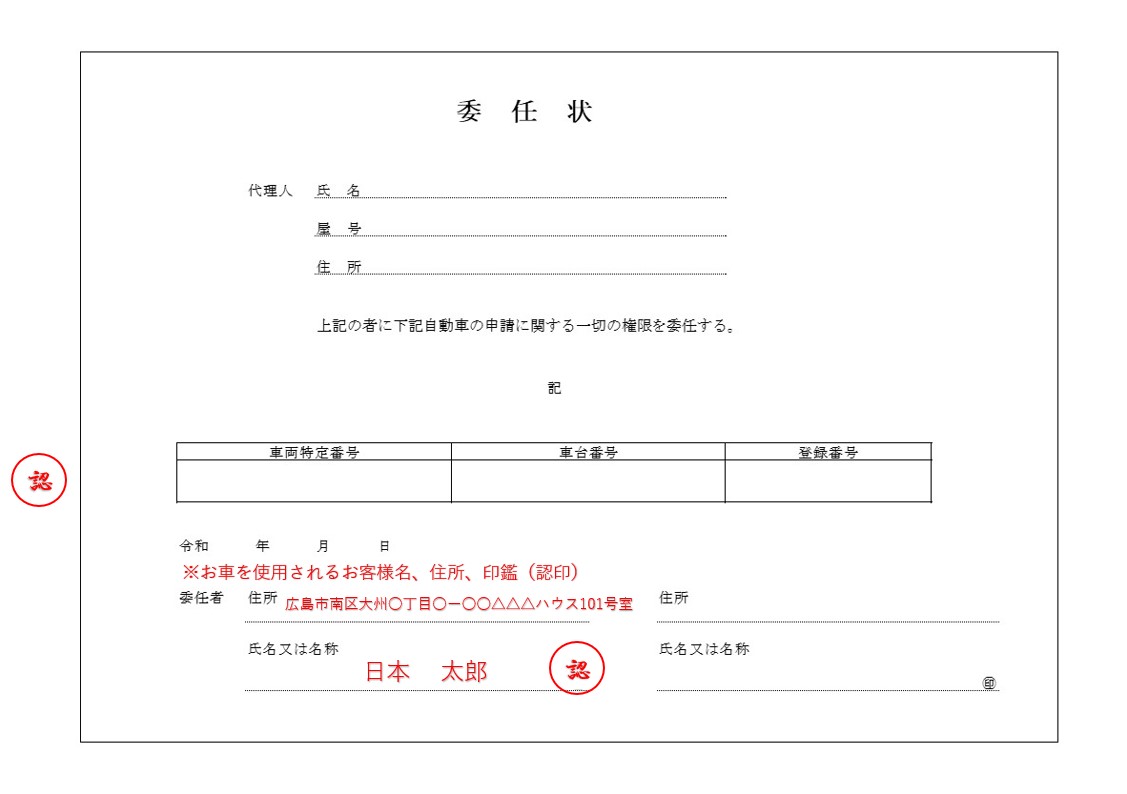 委 任 状
代理人 氏 名
屋 号
住 所
上記の者に下記自動車の申請に関する一切の権限を委任する。
記
車両特定番号 車台番号 登録番号
認
令和 年 月 日
※お車を使用されるお客様名、住所、印鑑（認印）
委任者 住所 広島市南区大州〇丁目〇ー〇〇△△△ハウス101号室 住所
氏名又は名称 氏名又は名称
日本 太郎 認
㊞